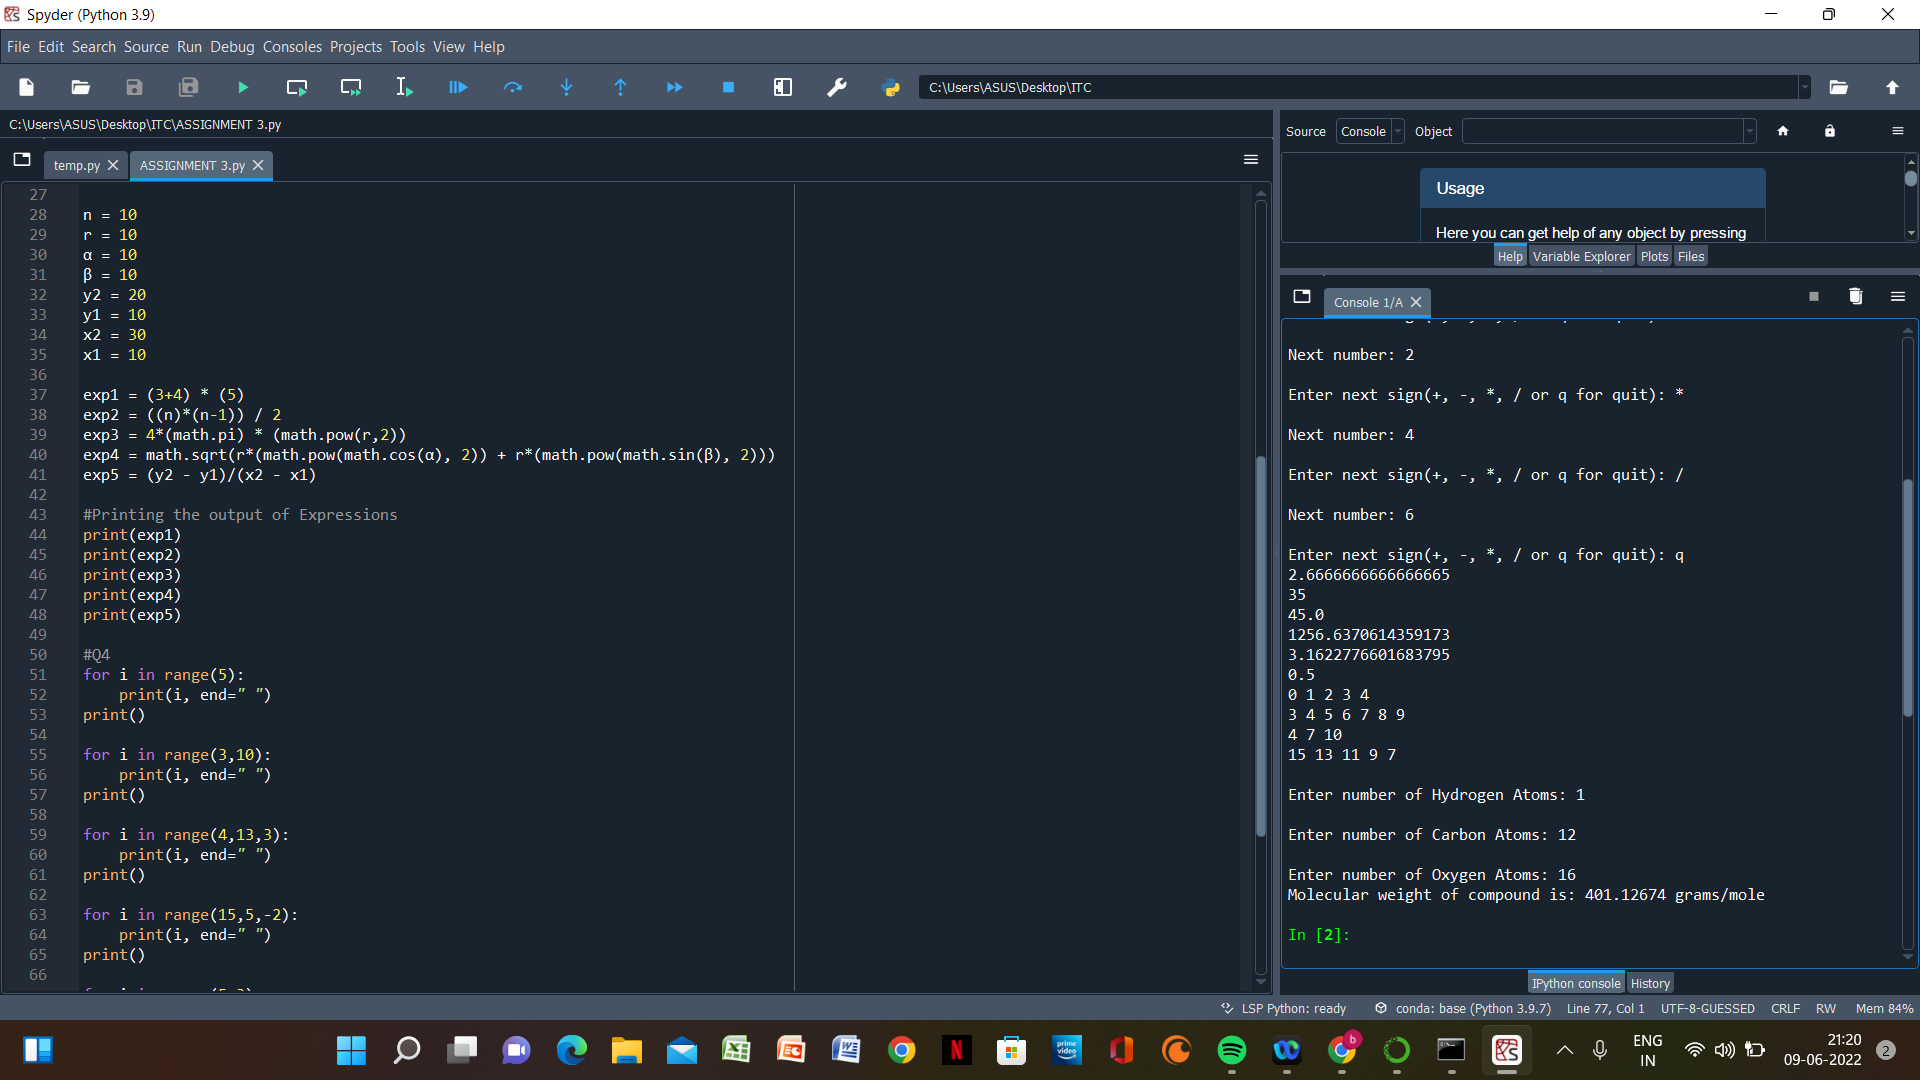 Spyder (Python 3.9)
File Edit Search Source Run Debug Consoles Projects Tools View Help
C:\Users\ASUS\Desktop\ITC
C:\Users\ASUS\Desktop\ITC\ASSIGNMENT 3.py
temp.py
ASSIGNMENT 3.py
27
28 n = 10
29 r = 10
30 α = 10
31 β = 10
32 y2 = 20
33 y1 = 10
34 x2 = 30
35 x1 = 10
36
37 exp1 = (3+4) * (5)
38 exp2 = ((n)*(n-1)) / 2
39 exp3 = 4*(math.pi) * (math.pow(r,2))
40 exp4 = math.sqrt(r*(math.pow(math.cos(α), 2)) + r*(math.pow(math.sin(β), 2)))
41 exp5 = (y2 - y1)/(x2 - x1)
42
43 #Printing the output of Expressions
44 print(exp1)
45 print(exp2)
46 print(exp3)
47 print(exp4)
48 print(exp5)
49
50 #Q4
51 for i in range(5):
52     print(i, end=" ")
53 print()
54
55 for i in range(3,10):
56     print(i, end=" ")
57 print()
58
59 for i in range(4,13,3):
60     print(i, end=" ")
61 print()
62
63 for i in range(15,5,-2):
64     print(i, end=" ")
65 print()
66
Source Console Object
Usage
Here you can get help of any object by pressing
Help Variable Explorer Plots Files
Console 1/A
Next number: 2
Enter next sign(+, -, *, / or q for quit): *
Next number: 4
Enter next sign(+, -, *, / or q for quit): /
Next number: 6
Enter next sign(+, -, *, / or q for quit): q
2.6666666666666665
35
45.0
1256.6370614359173
3.1622776601683795
0.5
0 1 2 3 4
3 4 5 6 7 8 9
4 7 10
15 13 11 9 7
Enter number of Hydrogen Atoms: 1
Enter number of Carbon Atoms: 12
Enter number of Oxygen Atoms: 16
Molecular weight of compound is: 401.12674 grams/mole
In [2]:
IPython console History
LSP Python: ready conda: base (Python 3.9.7) Line 77, Col 1 UTF-8-GUESSED CRLF RW Mem 84%
prime video
b
ENG
IN
21:20
09-06-2022
2